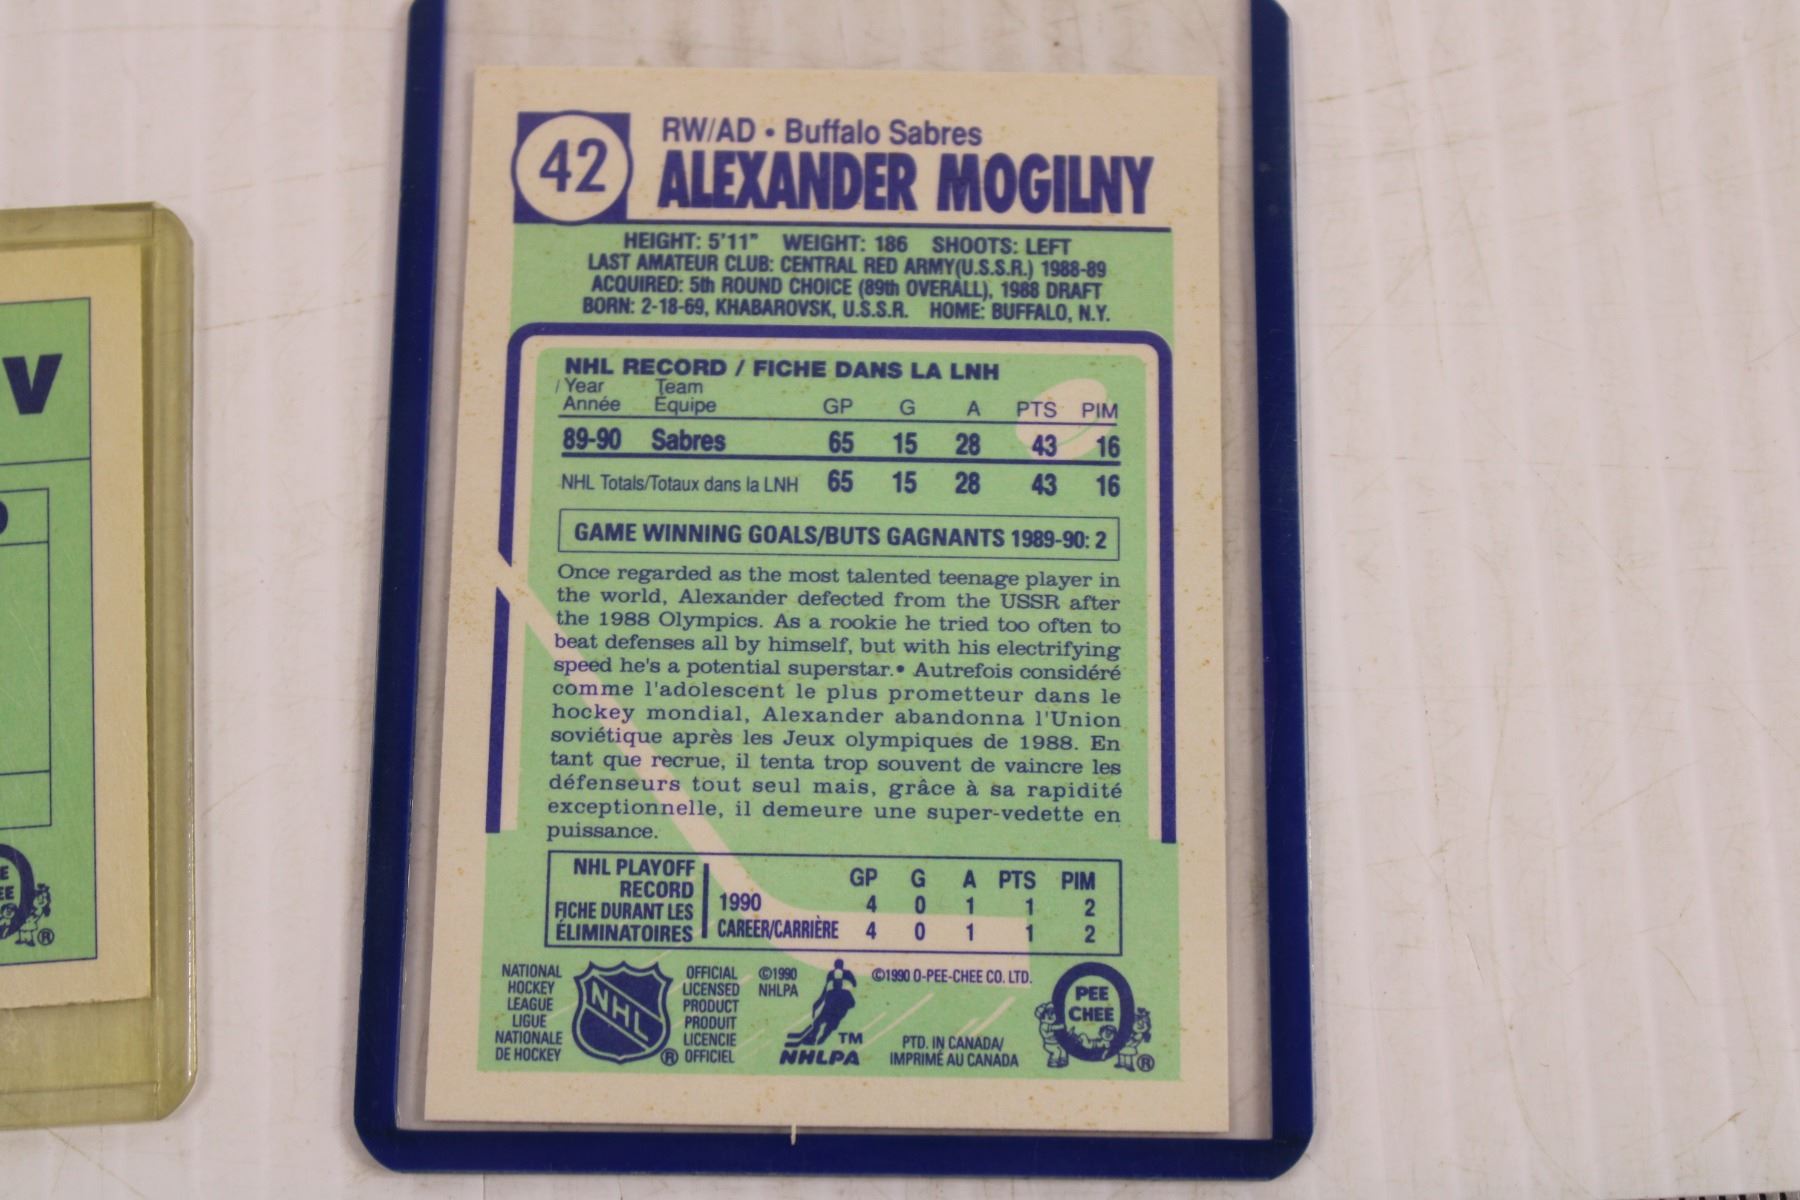 V
42
RW/AD • Buffalo Sabres
ALEXANDER MOGILNY
HEIGHT: 5'11" WEIGHT: 186 SHOOTS: LEFT
LAST AMATEUR CLUB: CENTRAL RED ARMY(U.S.S.R.) 1988-89
ACQUIRED: 5th ROUND CHOICE (89th OVERALL), 1988 DRAFT
BORN: 2-18-69, KHABAROVSK, U.S.S.R. HOME: BUFFALO, N.Y.
NHL RECORD / FICHE DANS LA LNH
Year Team
Année Équipe GP G A PTS PIM
89-90 Sabres 65 15 28 43 16
NHL Totals/Totaux dans la LNH 65 15 28 43 16
GAME WINNING GOALS/BUTS GAGNANTS 1989-90: 2
Once regarded as the most talented teenage player in
the world, Alexander defected from the USSR after
the 1988 Olympics. As a rookie he tried too often to
beat defenses all by himself, but with his electrifying
speed he's a potential superstar.• Autrefois considéré
comme l'adolescent le plus prometteur dans le
hockey mondial, Alexander abandonna l'Union
soviétique après les Jeux olympiques de 1988. En
tant que recrue, il tenta trop souvent de vaincre les
défenseurs tout seul mais, grâce à sa rapidité
exceptionnelle, il demeure une super-vedette en
puissance.
NHL PLAYOFF
RECORD
FICHE DURANT LES
ÉLIMINATOIRES
GP G A PTS PIM
1990 4 0 1 1 2
CAREER/CARRIÈRE 4 0 1 1 2
NATIONAL
HOCKEY
LEAGUE
LIGUE
NATIONALE
DE HOCKEY
NHL
®
OFFICIAL
LICENSED
PRODUCT
PRODUIT
LICENCIE
OFFICIEL
©1990
NHLPA
TM
NHLPA
©1990 O-PEE-CHEE CO. LTD.
PTD. IN CANADA/
IMPRIMÉ AU CANADA
PEE
CHEE
®